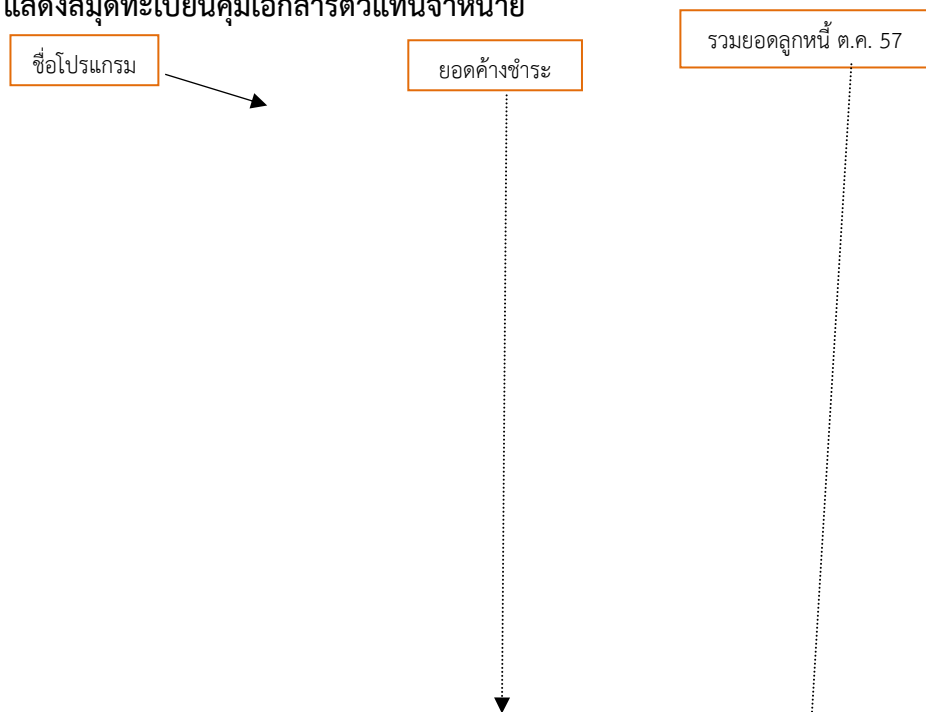 แสดงสมุดทะเบียนคุมเอกสารตัวแทนจำหน่าย
รวมยอดลูกหนี้ ต.ค. 57
ชื่อโปรแกรม
ยอดค้างชำระ